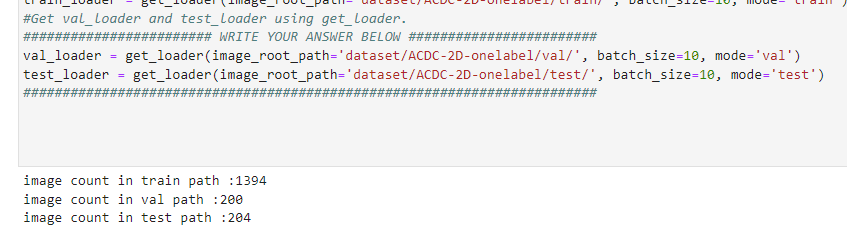 train_loader = get_loader(image_root_path='dataset/ACDC-2D-onelabel/train/', batch_size=10, mode='train')
#Get val_loader and test_loader using get_loader.
######################## WRITE YOUR ANSWER BELOW ########################
val_loader = get_loader(image_root_path='dataset/ACDC-2D-onelabel/val/', batch_size=10, mode='val')
test_loader = get_loader(image_root_path='dataset/ACDC-2D-onelabel/test/', batch_size=10, mode='test')
#########################################################################
image count in train path :1394
image count in val path :200
image count in test path :204